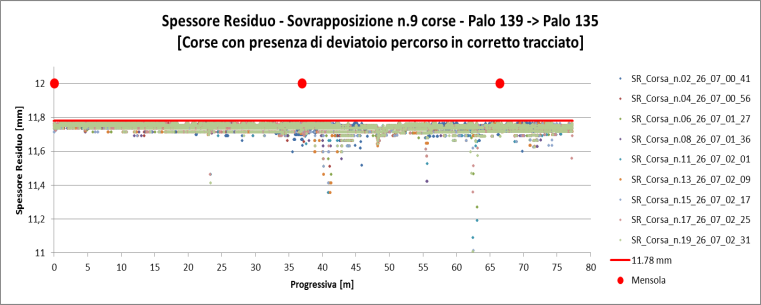 Spessore Residuo - Sovrapposizione n.9 corse - Palo 139 -> Palo 135
[Corse con presenza di deviatoio percorso in corretto tracciato]
Spessore Residuo [mm]
12
11,8
11,6
11,4
11,2
11
0 5 10 15 20 25 30 35 40 45 50 55 60 65 70 75 80
Progressiva [m]
SR_Corsa_n.02_26_07_00_41
SR_Corsa_n.04_26_07_00_56
SR_Corsa_n.06_26_07_01_27
SR_Corsa_n.08_26_07_01_36
SR_Corsa_n.11_26_07_02_01
SR_Corsa_n.13_26_07_02_09
SR_Corsa_n.15_26_07_02_17
SR_Corsa_n.17_26_07_02_25
SR_Corsa_n.19_26_07_02_31
11.78 mm
Mensola